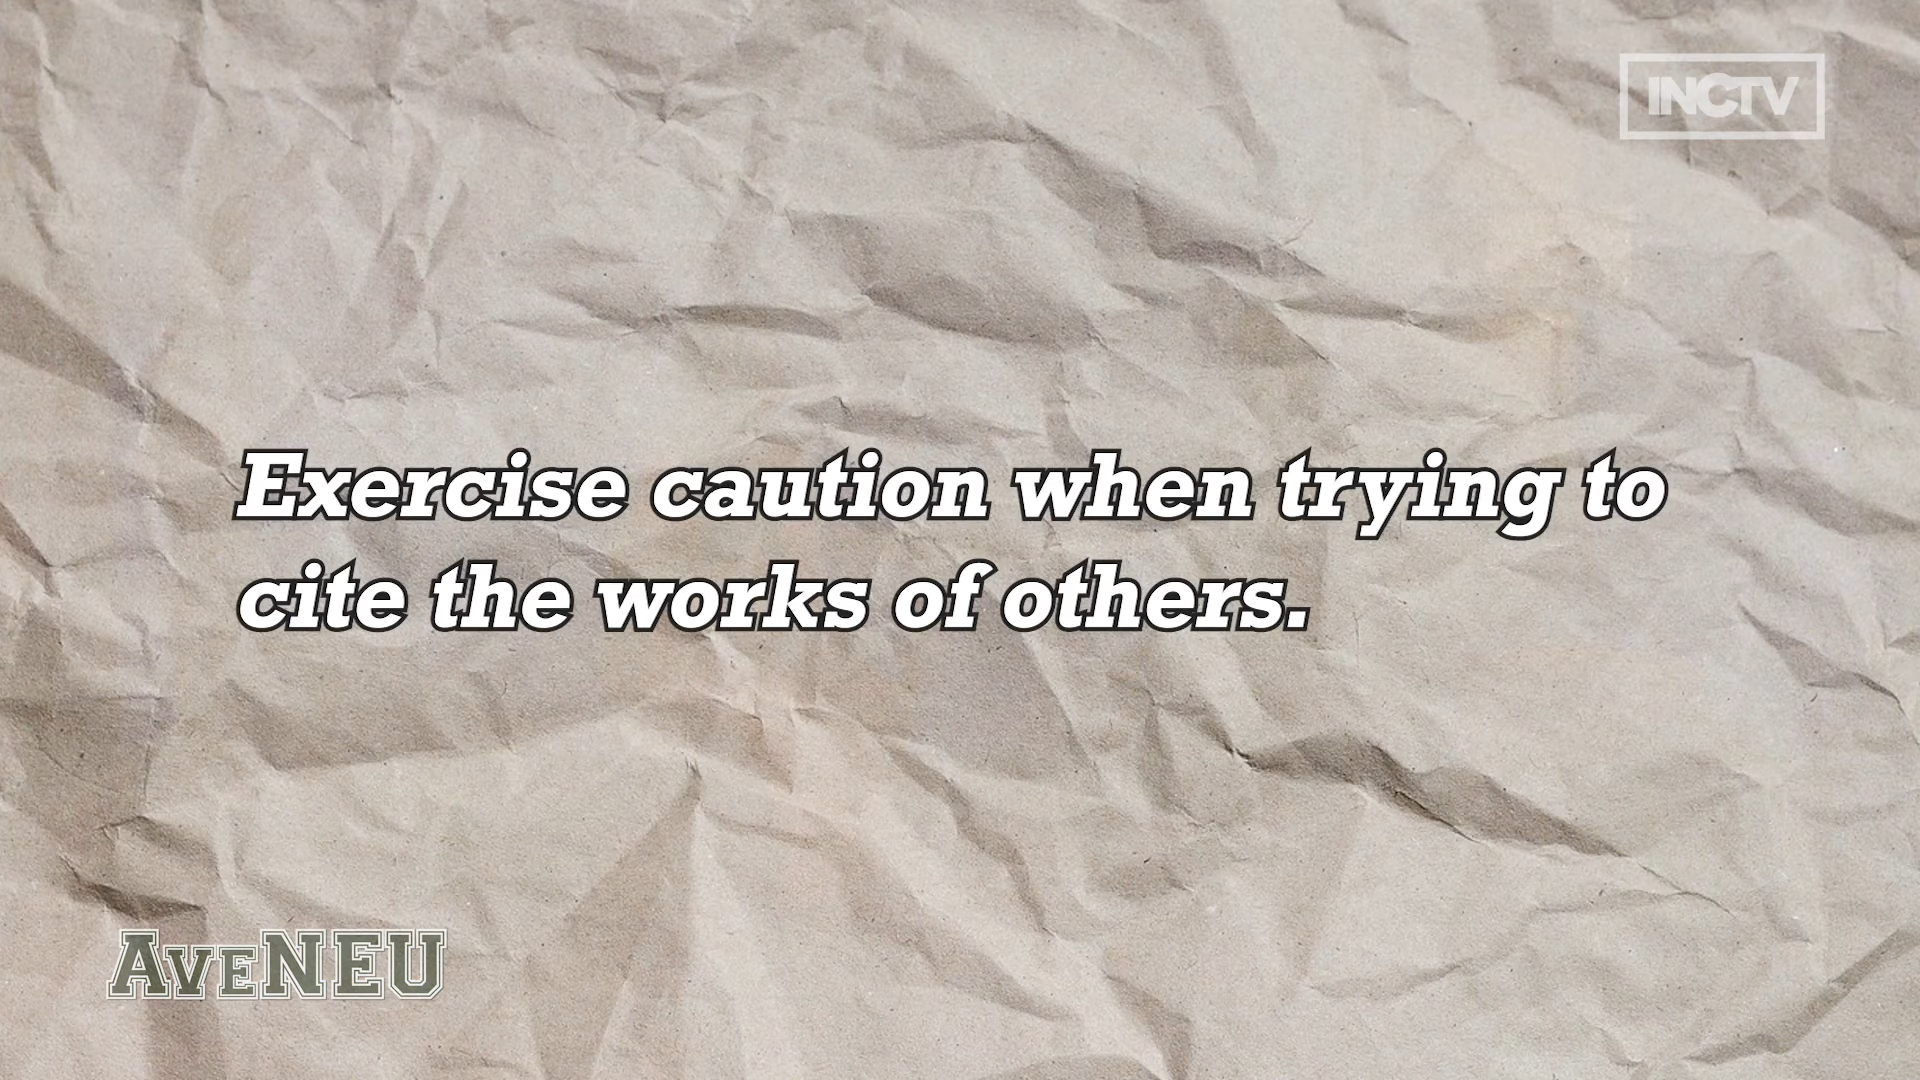 INCTV
Exercise caution when trying to
cite the works of others.
AveNEU